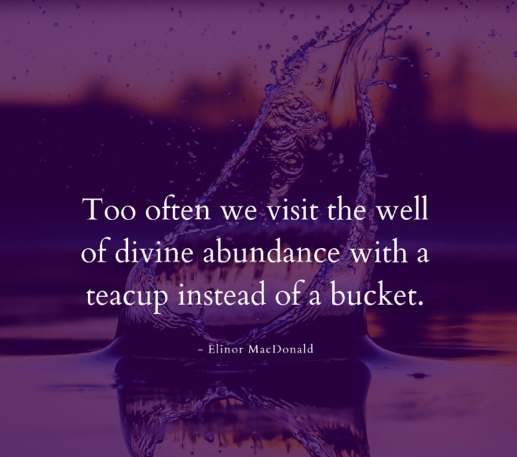 Too often we visit the well
of divine abundance with a
teacup instead of a bucket.
~ Elinor MacDonald